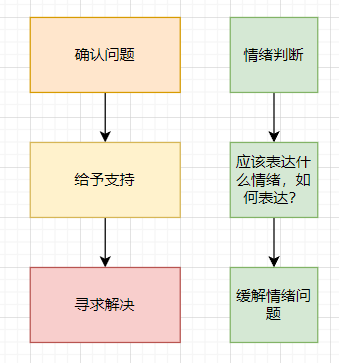 确认问题
情绪判断
给予支持
应该表达什
么情绪，如
何表达？
寻求解决
缓解情绪问
题